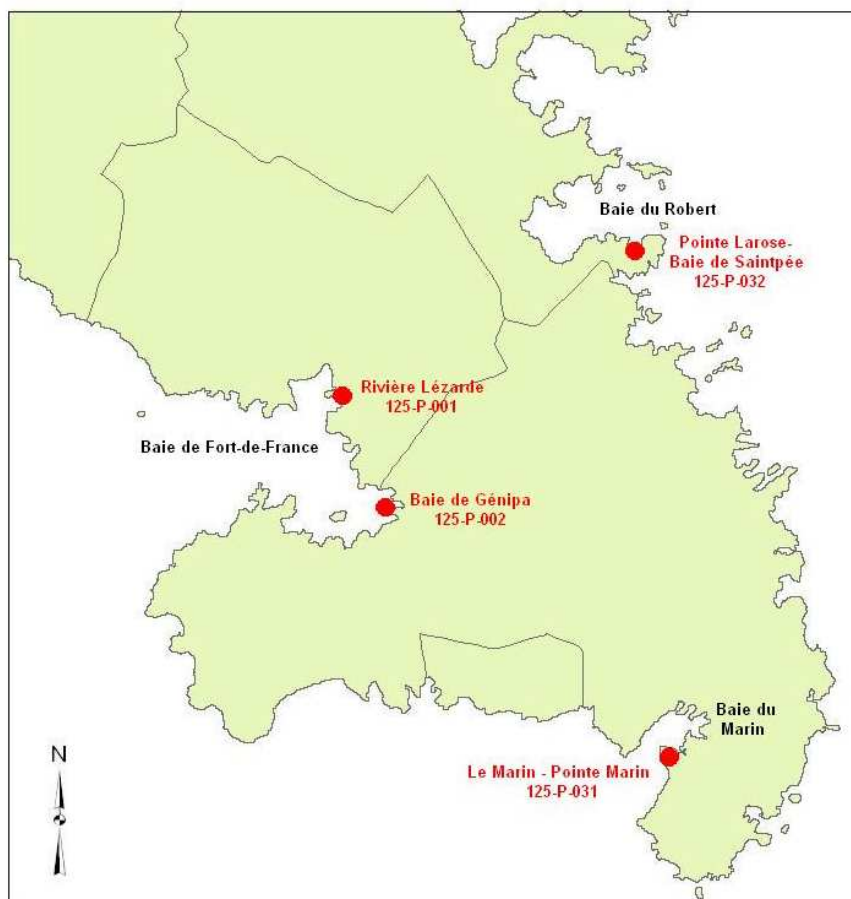 Baie du Robert
Pointe Larose-
Baie de Saintpée
125-P-032
Rivière Lézarde
125-P-001
Baie de Fort-de-France
Baie de Génipa
125-P-002
Baie du
Marin
Le Marin - Pointe Marin
125-P-031
N